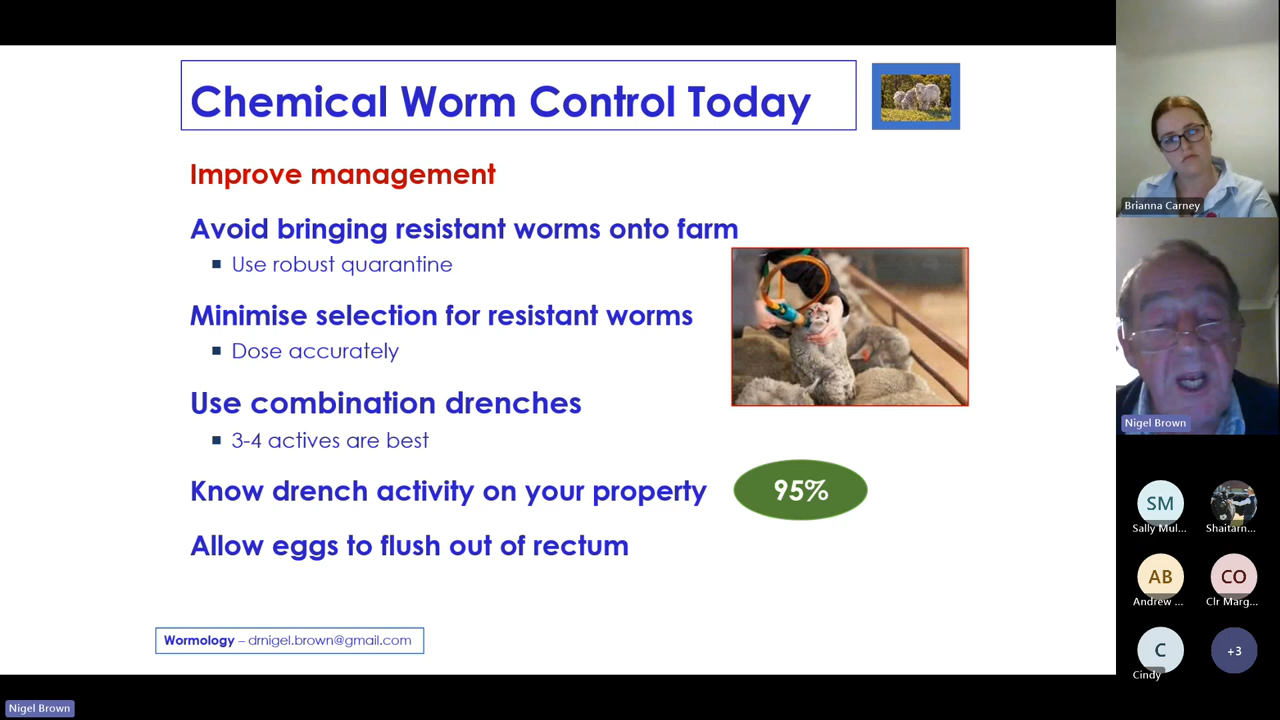 Chemical Worm Control Today
Improve management
Avoid bringing resistant worms onto farm
Use robust quarantine
Minimise selection for resistant worms
Dose accurately
Use combination drenches
3-4 actives are best
Know drench activity on your property
95%
Allow eggs to flush out of rectum
Wormology – drnigel.brown@gmail.com
Brianna Carney
Nigel Brown
SM
Sally Mul...
Shaitarn...
AB
Andrew ...
CO
Clr Marg...
C
Cindy
+3
Nigel Brown